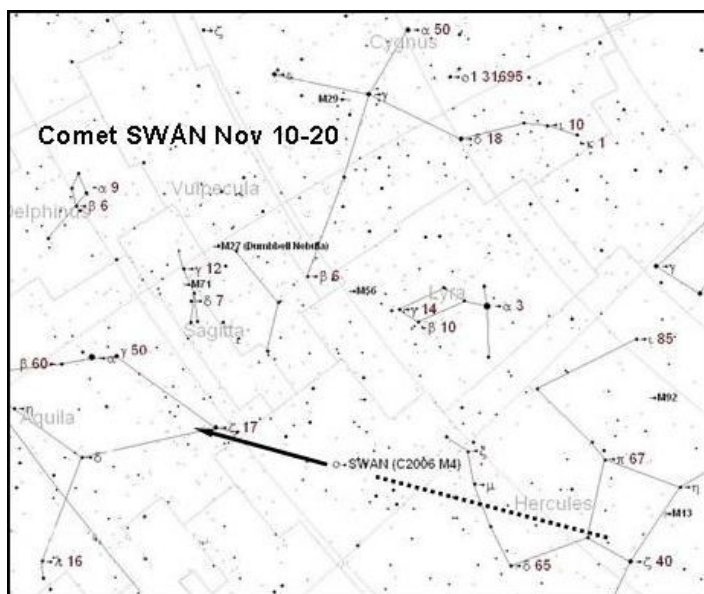 ζ
α 50
Cygnus
ε
ο1 31695
M29
γ
ι 10
Comet SWAN Nov 10-20
δ 18
κ 1
α 9
Vulpecula
β 6
Delphinus
M27 (Dumbbell Nebula)
γ 12
β 6
γ
M71
M56
Lyra
α 3
δ 7
γ 14
β 10
Sagitta
ι 85
β 60
α
γ 50
M92
η
Aquila
ζ 17
ξ
π 67
δ
SWAN (C2006 M4)
μ
η
Hercules
M13
λ 16
δ 65
ζ 40